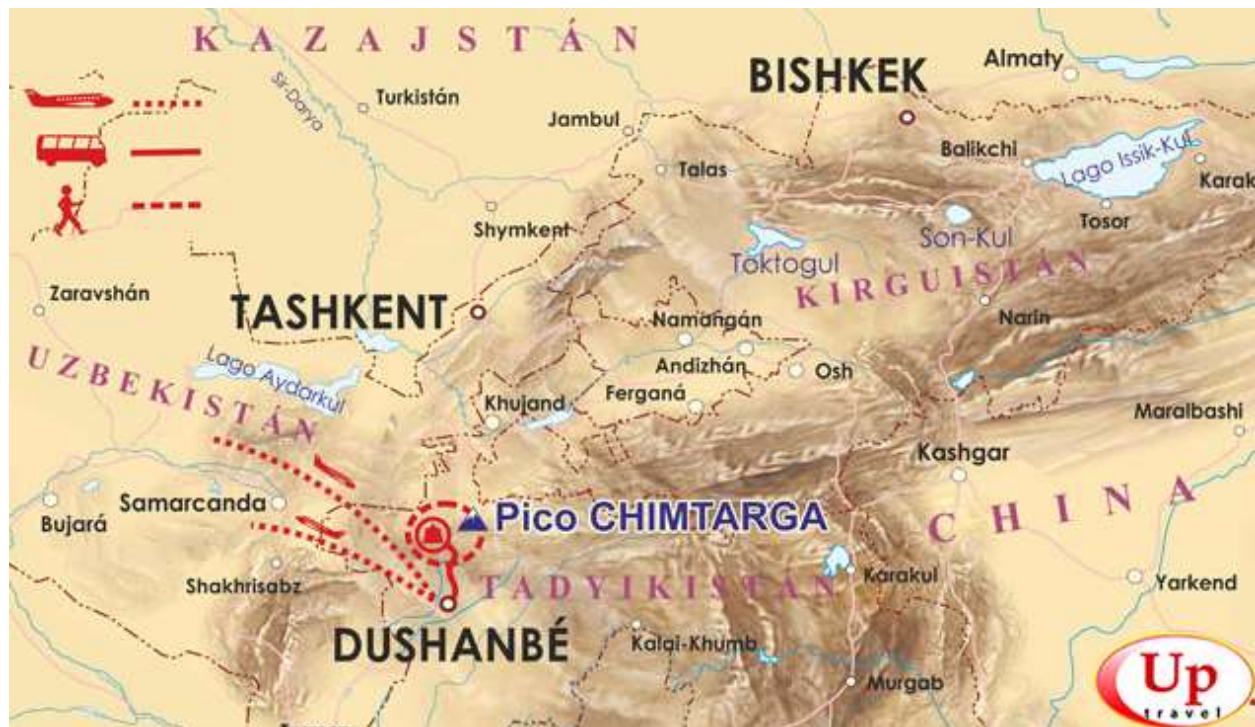 KAZAJSTÁN
Almaty
BISHKEK
Sir-Darya
Turkistán
Jambul
Balikchi
Lago Issik-Kul
Talas
Karak
Shymkent
Tosor
Son-Kul
Toktogul
KIRGUISTÁN
Zaravshán
TASHKENT
Namangán
Narin
Lago Aydarkul
Andizhán
Osh
UZBEKISTÁN
Khujand
Ferganá
Maralbashi
Kashgar
Samarcanda
Bujará
Pico CHIMTARGA
CHINA
Shakhrisabz
TADYIKISTÁN
Karakul
Yarkend
DUSHANBÉ
Kalai-Khumb
Murgab
Up
travel